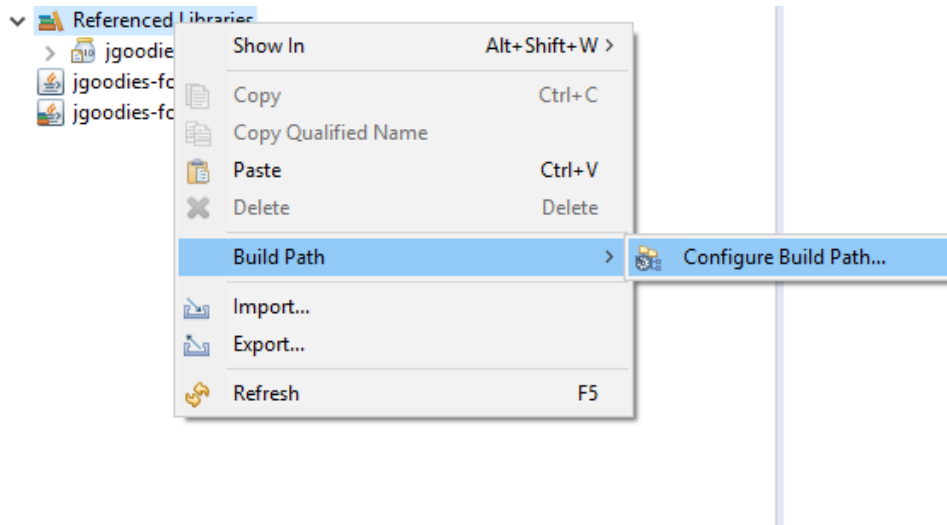 Referenced Libraries
jgoodie
jgoodies-fo
jgoodies-fo
Show In Alt+Shift+W >
Copy Ctrl+C
Copy Qualified Name
Paste Ctrl+V
Delete Delete
Build Path >
Configure Build Path...
Import...
Export...
Refresh F5